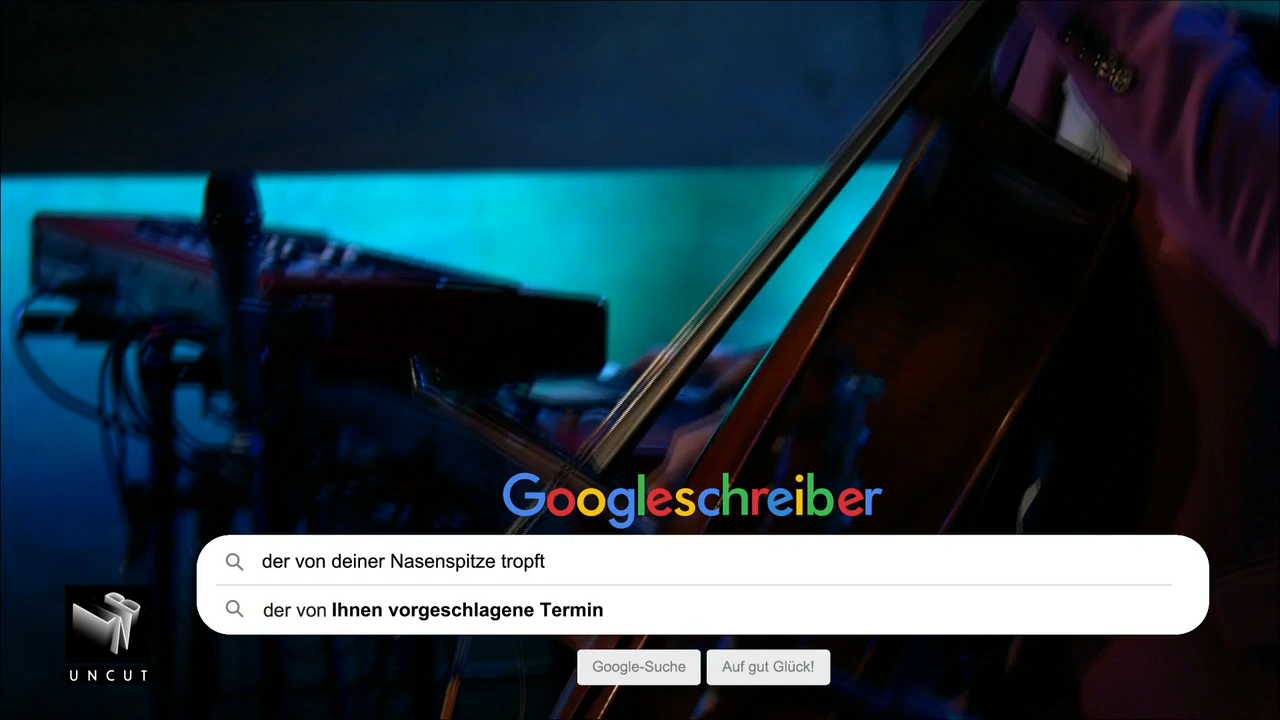 Googleschreiber
der von deiner Nasenspitze tropft
der von Ihnen vorgeschlagene Termin
Google-Suche
Auf gut Glück!
UNCUT